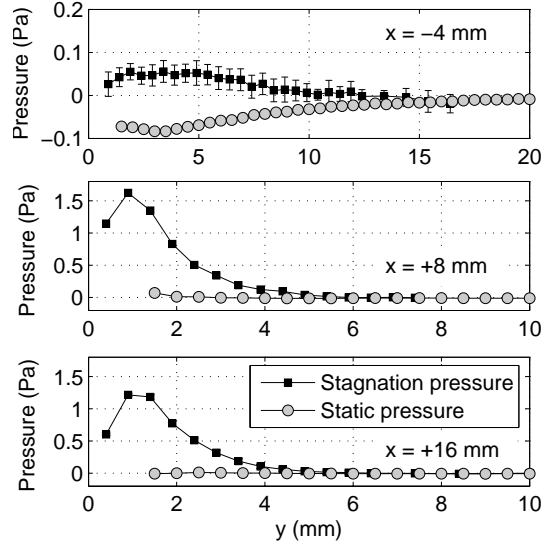 0.2
0.1
0
−0.1
Pressure (Pa)
x = −4 mm
0 5 10 15 20
1.5
1
0.5
0
Pressure (Pa)
x = +8 mm
0 2 4 6 8 10
1.5
1
0.5
0
Pressure (Pa)
Stagnation pressure
Static pressure
x = +16 mm
0 2 4 6 8 10
y (mm)